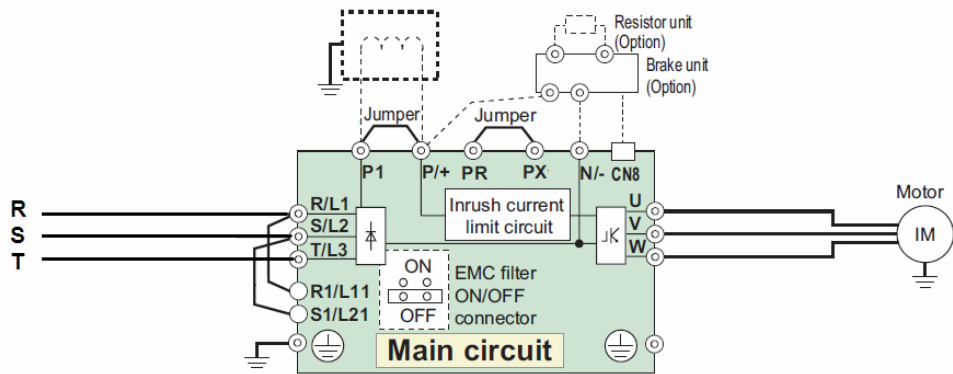 Resistor unit
(Option)
Brake unit
(Option)
Jumper
Jumper
P1
P/+
PR
PX
N/-
CN8
R
S
T
R/L1
S/L2
T/L3
R1/L11
S1/L21
Inrush current
limit circuit
U
V
W
Motor
IM
ON
OFF
EMC filter
ON/OFF
connector
Main circuit